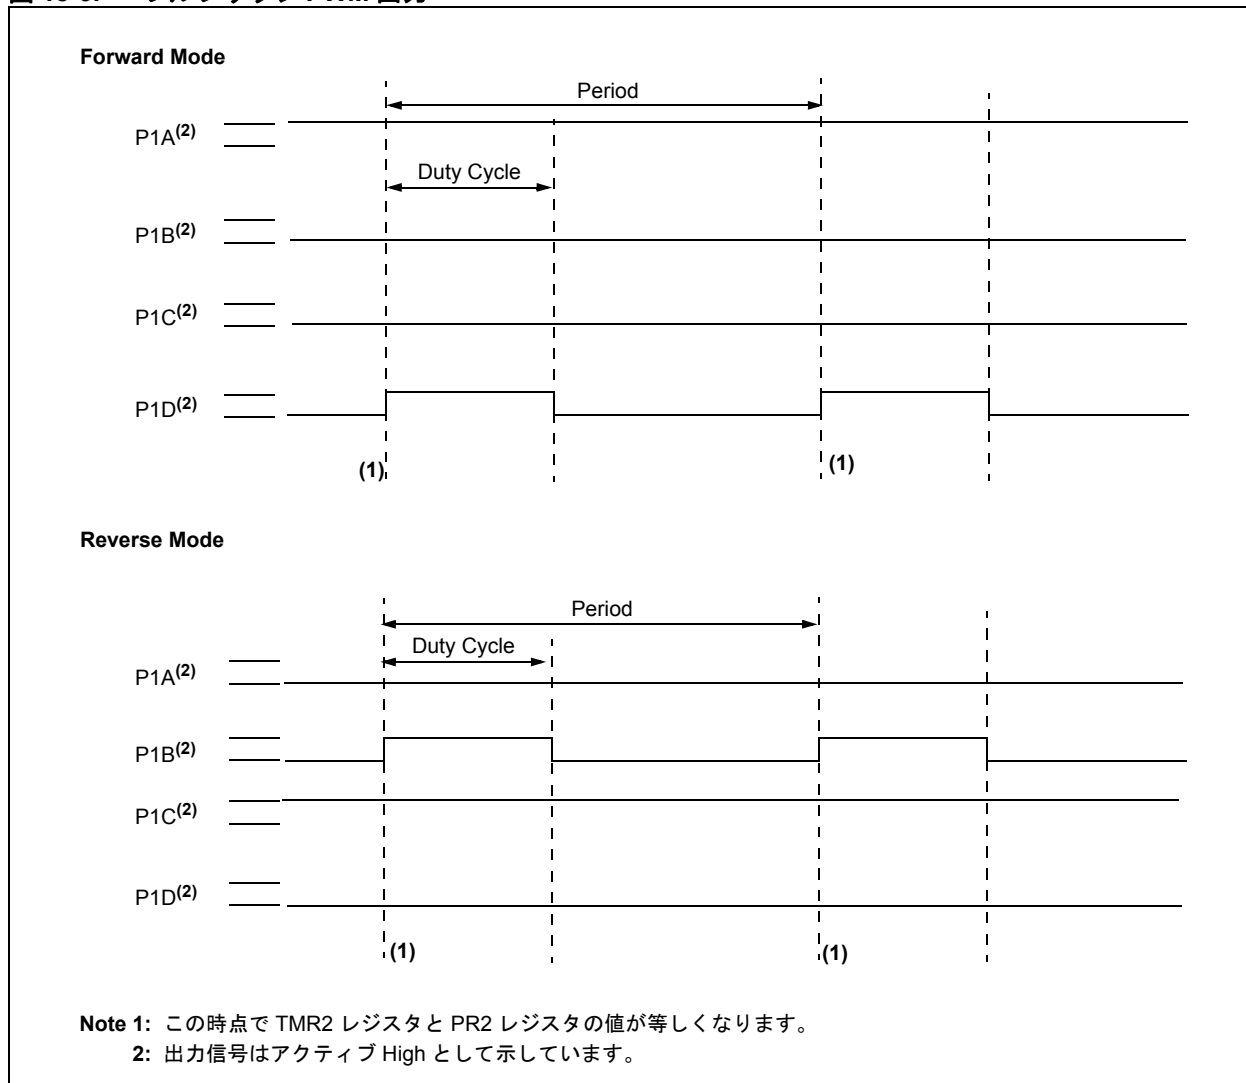 Forward Mode
Period
P1A(2)
Duty Cycle
P1B(2)
P1C(2)
P1D(2)
(1)
(1)
Reverse Mode
Period
Duty Cycle
P1A(2)
P1B(2)
P1C(2)
P1D(2)
(1)
(1)
Note 1: この時点で TMR2 レジスタと PR2 レジスタの値が等しくなります。
2: 出力信号はアクティブ High として示しています。